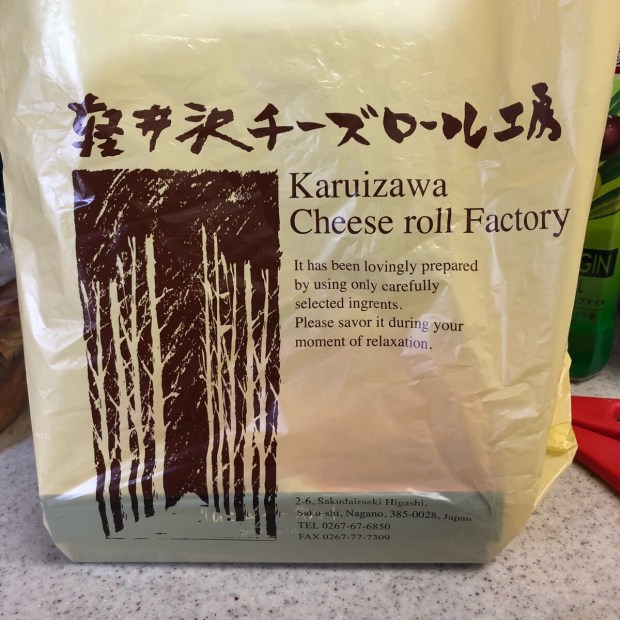 軽井沢チーズロール工房
Karuizawa
Cheese roll Factory
It has been lovingly prepared
by using only carefully
selected ingrents.
Please savor it during your
moment of relaxation.
2-6, Sakudairaeki Higashi,
Saku-shi, Nagano, 385-0028, Japan
TEL 0267-67-6850
FAX 0267-77-7309
GIN